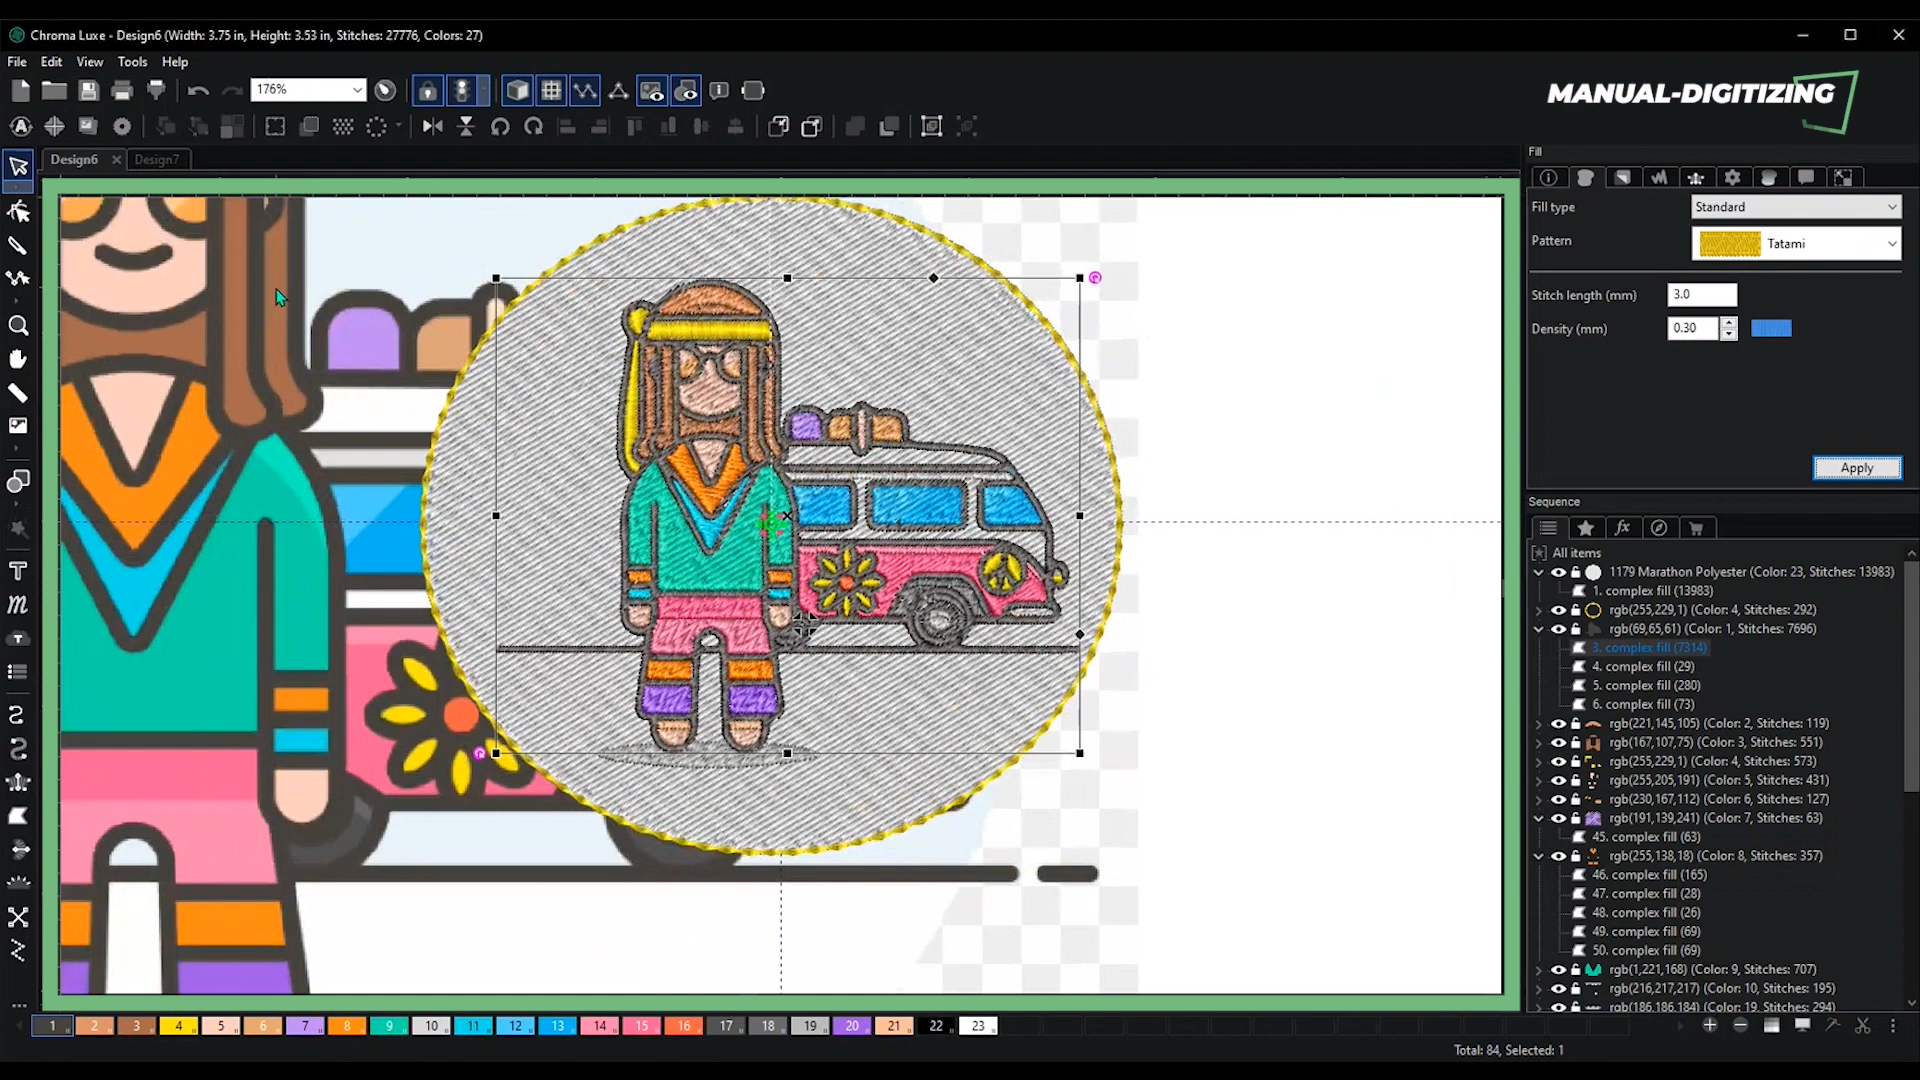 Chroma Luxe - Design6 (Width: 3.75 in, Height: 3.53 in, Stitches: 27776, Colors: 27)
File Edit View Tools Help
176%
MANUAL-DIGITIZING
Design6 Design7
Fill
Fill type Standard
Pattern Tatami
Stitch length (mm) 3.0
Density (mm) 0.30
Apply
Sequence
All items
1179 Marathon Polyester (Color: 23, Stitches: 13983)
1. complex fill (13983)
rgb(255,229,1) (Color: 4, Stitches: 292)
rgb(69,65,61) (Color: 1, Stitches: 7696)
3. complex fill (7314)
4. complex fill (29)
5. complex fill (280)
6. complex fill (73)
rgb(221,145,105) (Color: 2, Stitches: 119)
rgb(167,107,75) (Color: 3, Stitches: 551)
rgb(255,229,1) (Color: 4, Stitches: 573)
rgb(255,205,191) (Color: 5, Stitches: 431)
rgb(230,167,112) (Color: 6, Stitches: 127)
rgb(191,139,241) (Color: 7, Stitches: 63)
45. complex fill (63)
rgb(255,138,18) (Color: 8, Stitches: 357)
46. complex fill (165)
47. complex fill (28)
48. complex fill (26)
49. complex fill (69)
50. complex fill (69)
rgb(1,221,168) (Color: 9, Stitches: 707)
rgb(216,217,217) (Color: 10, Stitches: 195)
rgb(186,186,184) (Color: 19, Stitches: 294)
1 2 3 4 5 6 7 8 9 10 11 12 13 14 15 16 17 18 19 20 21 22 23
Total: 84, Selected: 1